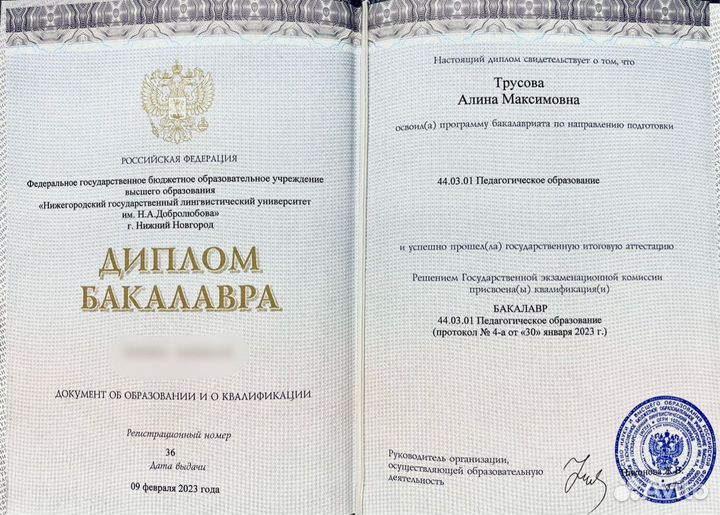 РОССИЙСКАЯ ФЕДЕРАЦИЯ
Федеральное государственное бюджетное образовательное учреждение
высшего образования
«Нижегородский государственный лингвистический университет
им. Н.А.Добролюбова»
г. Нижний Новгород
ДИПЛОМ
БАКАЛАВРА
ДОКУМЕНТ ОБ ОБРАЗОВАНИИ И О КВАЛИФИКАЦИИ
Регистрационный номер
36
Дата выдачи
09 февраля 2023 года
Настоящий диплом свидетельствует о том, что
Трусова
Алина Максимовна
освоил(а) программу бакалавриата по направлению подготовки
44.03.01 Педагогическое образование
и успешно прошел(ла) государственную итоговую аттестацию
Решением Государственной экзаменационной комиссии
присвоена(ы) квалификация(и)
БАКАЛАВР
44.03.01 Педагогическое образование
(протокол № 4-а от «30» января 2023 г.)
Руководитель организации,
осуществляющей образовательную
деятельность
Никонова Ж.В.
Avito